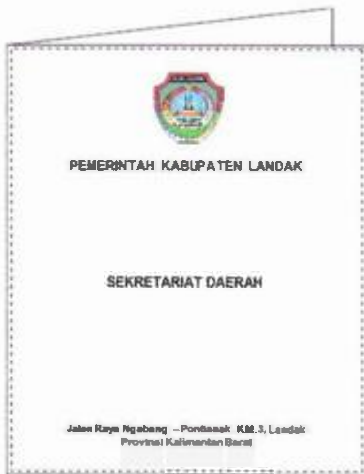 PEMERINTAH KABUPATEN LANDAK
SEKRETARIAT DAERAH
Jalan Raya Ngabang – Pontianak KM.3, Landak
Provinsi Kalimantan Barat